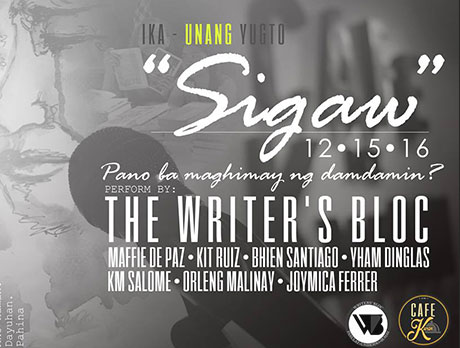 IKA - UNANG YUGTO
"Sigaw"
12•15•16
Pano ba maghimay ng damdamin?
PERFORM BY:
THE WRITER'S BLOC
MAFFIE DE PAZ • KIT RUIZ • BHIEN SANTIAGO • YHAM DINGLAS
KM SALOME • ORLENG MALINAY • JOYMICA FERRER
Dayuhan.
Pahina
WB
CAFE